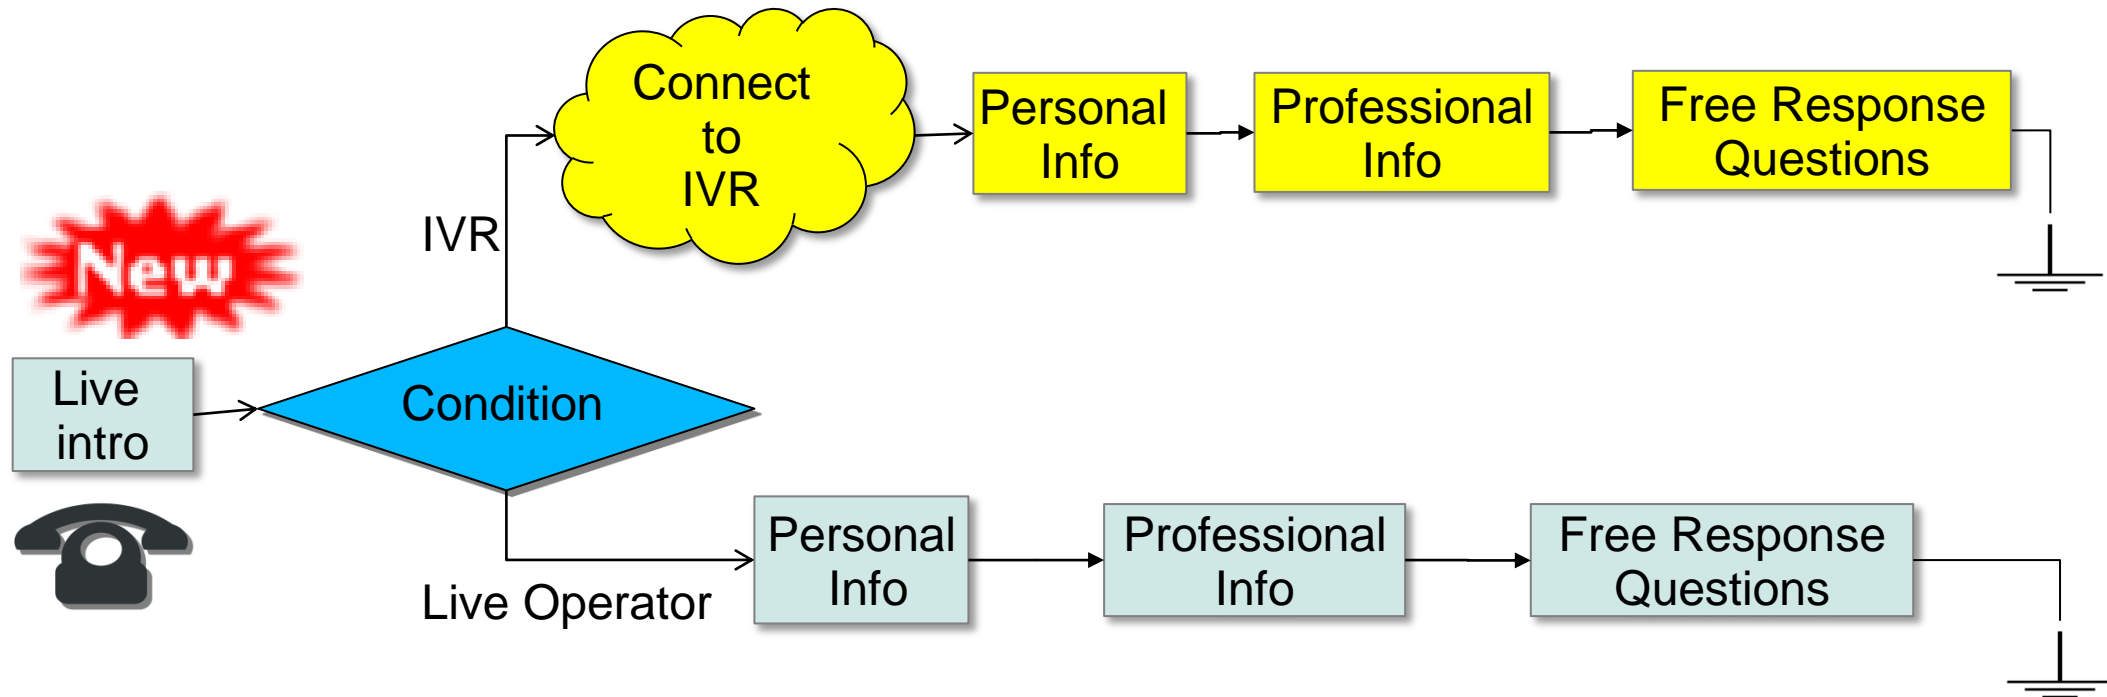 Connect
to
IVR
Personal
Info
Professional
Info
Free Response
Questions
IVR
New
Live
intro
Condition
Live Operator
Personal
Info
Professional
Info
Free Response
Questions